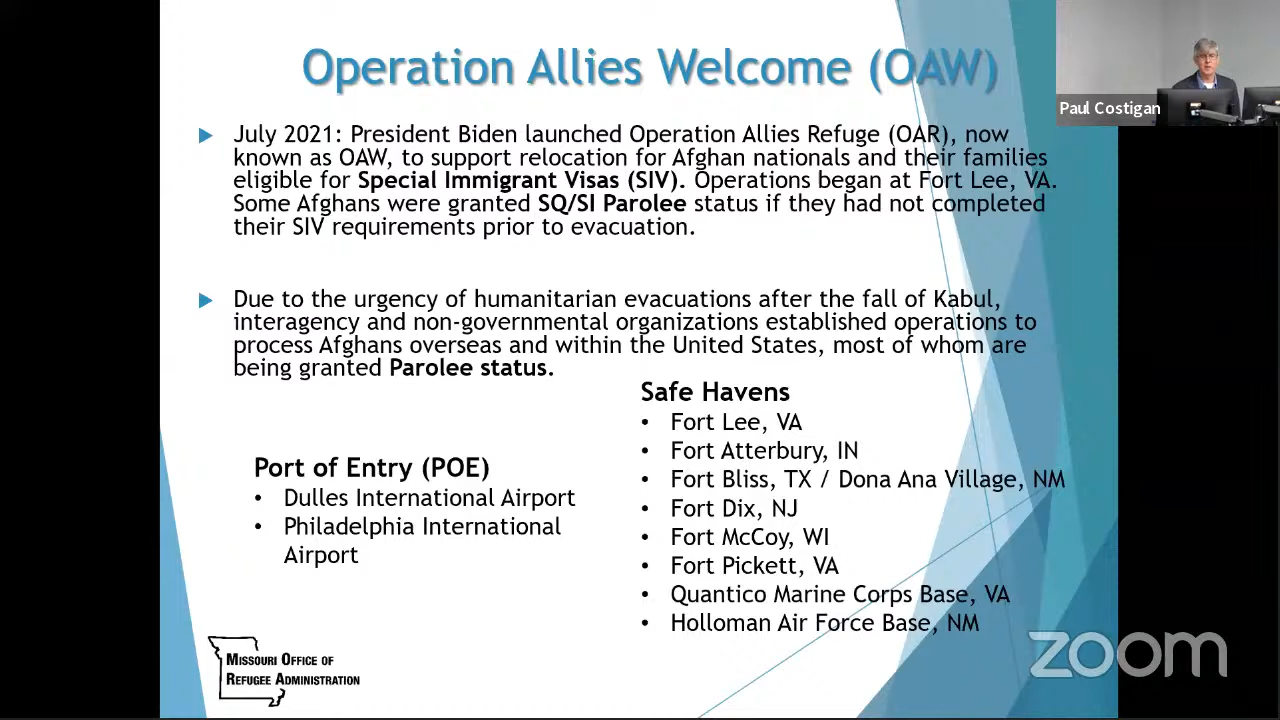 Operation Allies Welcome (OAW)
Paul Costigan
July 2021: President Biden launched Operation Allies Refuge (OAR), now
known as OAW, to support relocation for Afghan nationals and their families
eligible for Special Immigrant Visas (SIV). Operations began at Fort Lee, VA.
Some Afghans were granted SQ/SI Parolee status if they had not completed
their SIV requirements prior to evacuation.
Due to the urgency of humanitarian evacuations after the fall of Kabul,
interagency and non-governmental organizations established operations to
process Afghans overseas and within the United States, most of whom are
being granted Parolee status.
Port of Entry (POE)
• Dulles International Airport
• Philadelphia International
Airport
Safe Havens
• Fort Lee, VA
• Fort Atterbury, IN
• Fort Bliss, TX / Dona Ana Village, NM
• Fort Dix, NJ
• Fort McCoy, WI
• Fort Pickett, VA
• Quantico Marine Corps Base, VA
• Holloman Air Force Base, NM
MISSOURI OFFICE OF
REFUGEE ADMINISTRATION
zoom